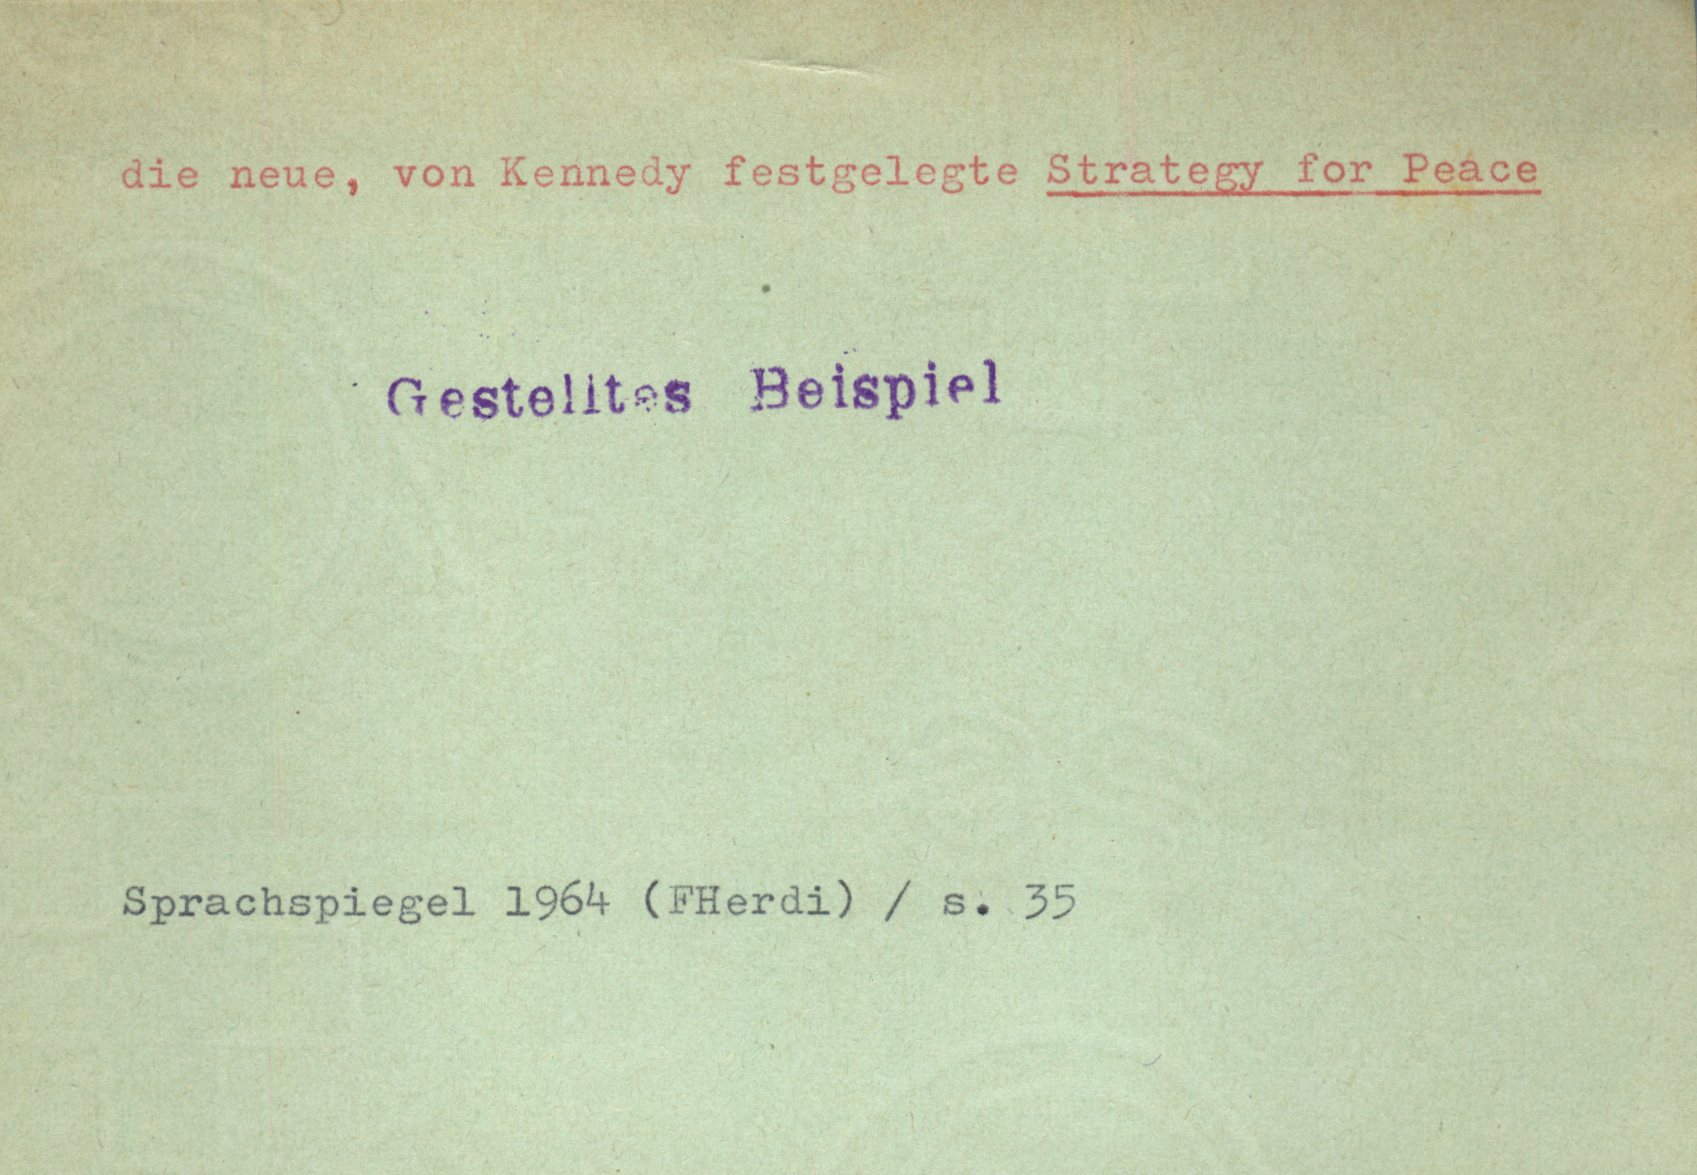 die neue, von Kennedy festgelegte Strategy for Peace
Gestelltes Beispiel
Sprachspiegel 1964 (FHerdi) / s. 35